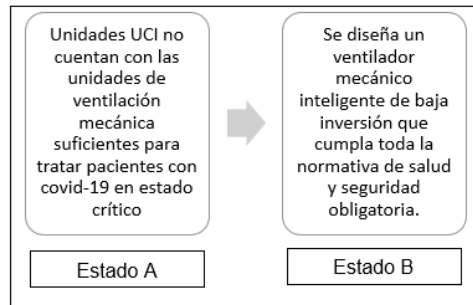 Unidades UCI no
cuentan con las
unidades de
ventilación
mecánica
suficientes para
tratar pacientes con
covid-19 en estado
crítico
Estado A
Se diseña un
ventilador
mecánico
inteligente de baja
inversión que
cumpla toda la
normativa de salud
y seguridad
obligatoria.
Estado B